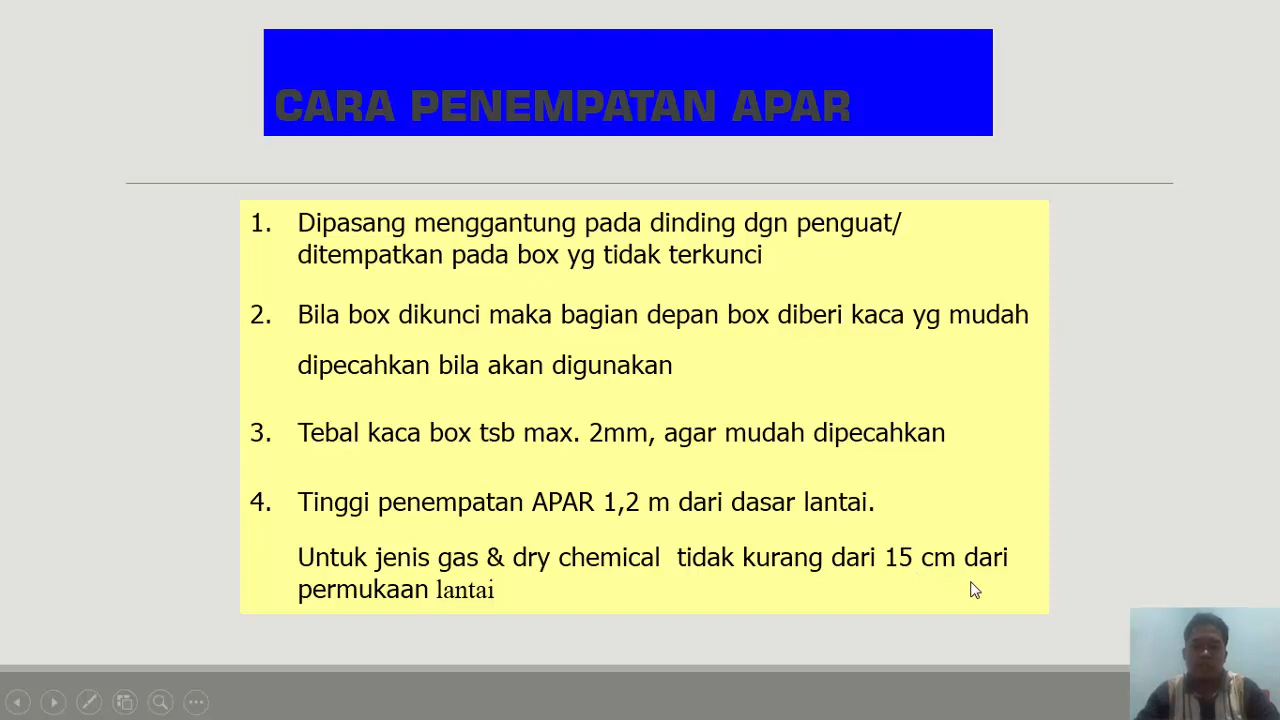 CARA PENEMPATAN APAR
1. Dipasang menggantung pada dinding dgn penguat/
ditempatkan pada box yg tidak terkunci
2. Bila box dikunci maka bagian depan box diberi kaca yg mudah
dipecahkan bila akan digunakan
3. Tebal kaca box tsb max. 2mm, agar mudah dipecahkan
4. Tinggi penempatan APAR 1,2 m dari dasar lantai.
Untuk jenis gas & dry chemical tidak kurang dari 15 cm dari
permukaan lantai